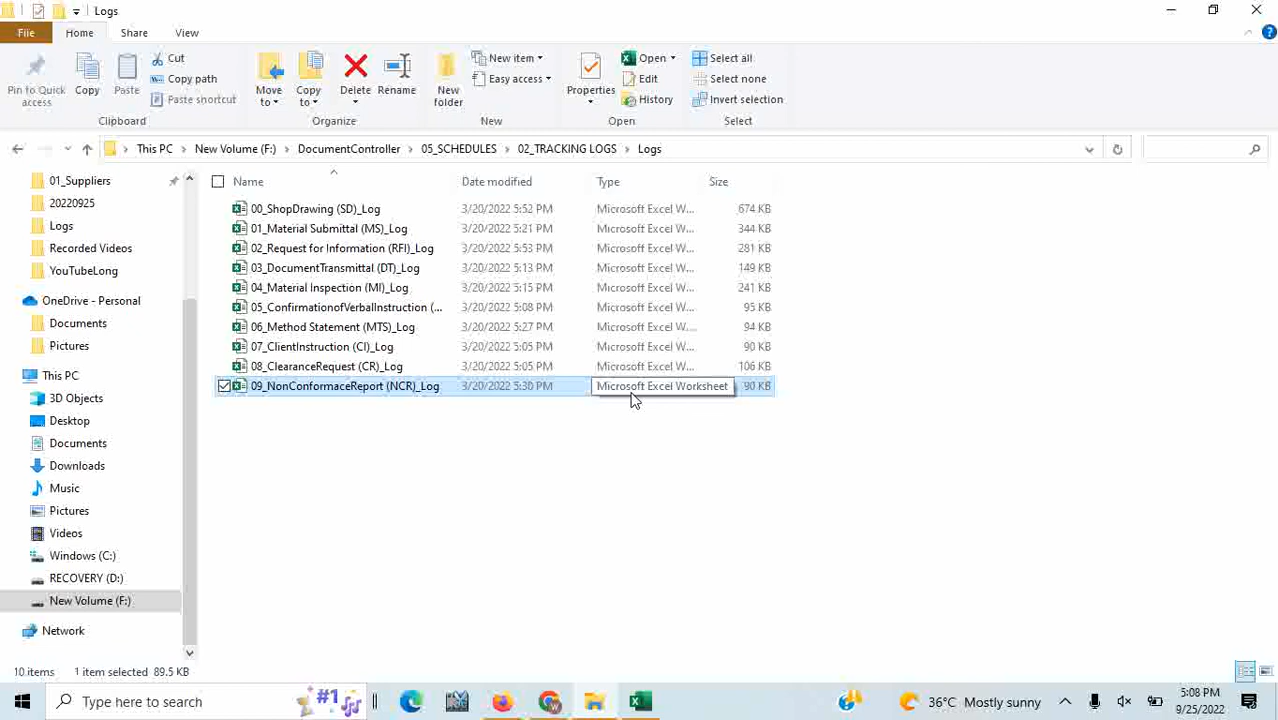 Logs
File Home Share View
Pin to Quick access
Copy
Paste
Cut
Copy path
Paste shortcut
Clipboard
Move to
Copy to
Delete
Rename
Organize
New folder
New item
Easy access
New
Properties
Open
Edit
History
Open
Select all
Select none
Invert selection
Select
This PC > New Volume (F:) > DocumentController > 05_SCHEDULES > 02_TRACKING LOGS > Logs
01_Suppliers
20220925
Logs
Recorded Videos
YouTubeLong
OneDrive - Personal
Documents
Pictures
This PC
3D Objects
Desktop
Documents
Downloads
Music
Pictures
Videos
Windows (C:)
RECOVERY (D:)
New Volume (F:)
Network
Name Date modified Type Size
00_ShopDrawing (SD)_Log 3/20/2022 5:52 PM Microsoft Excel W... 674 KB
01_Material Submittal (MS)_Log 3/20/2022 5:21 PM Microsoft Excel W... 344 KB
02_Request for Information (RFI)_Log 3/20/2022 5:53 PM Microsoft Excel W... 281 KB
03_DocumentTransmittal (DT)_Log 3/20/2022 5:13 PM Microsoft Excel W... 149 KB
04_Material Inspection (MI)_Log 3/20/2022 5:15 PM Microsoft Excel W... 241 KB
05_ConfirmationofVerbalInstruction (... 3/20/2022 5:08 PM Microsoft Excel W... 95 KB
06_Method Statement (MTS)_Log 3/20/2022 5:27 PM Microsoft Excel W... 94 KB
07_ClientInstruction (CI)_Log 3/20/2022 5:05 PM Microsoft Excel W... 90 KB
08_ClearanceRequest (CR)_Log 3/20/2022 5:05 PM Microsoft Excel W... 106 KB
09_NonConformaceReport (NCR)_Log 3/20/2022 5:30 PM Microsoft Excel Worksheet 90 KB
10 items 1 item selected 89.5 KB
Type here to search
#1
36°C Mostly sunny
5:08 PM
9/25/2022